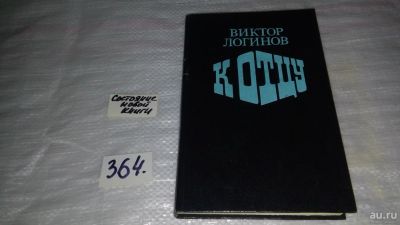 ВИКТОР
ЛОГИНОВ
К ОТЦУ
Состояние
новой
книги
364.
au.ru